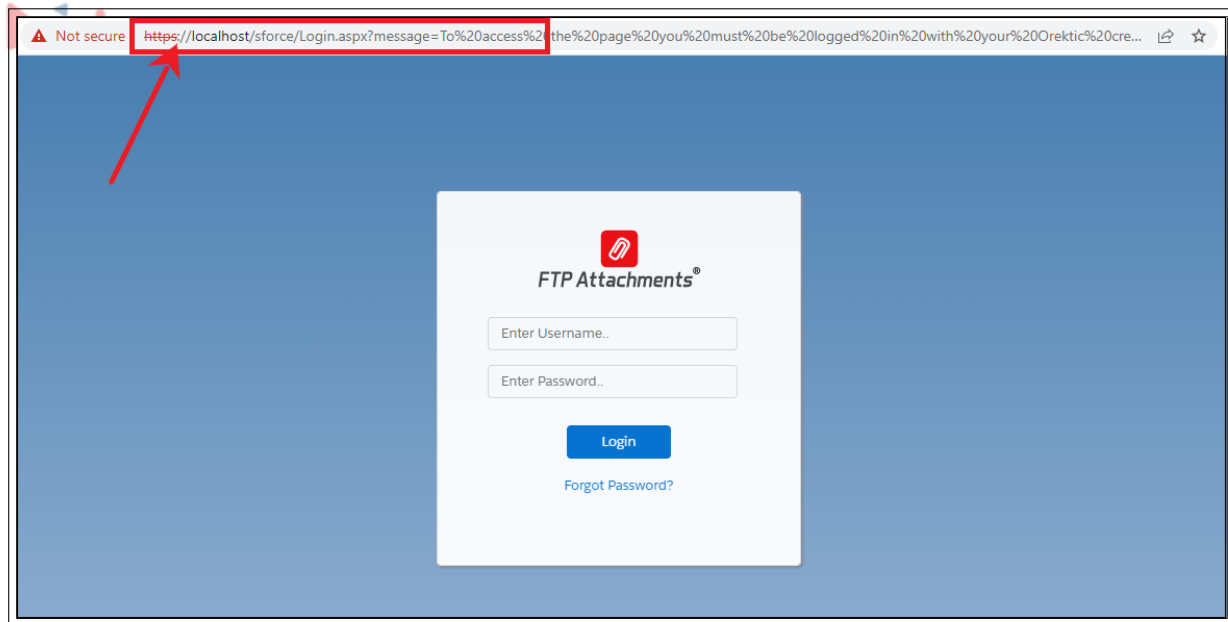 Not secure https://localhost/sforce/Login.aspx?message=To%20access%20the%20page%20you%20must%20be%20logged%20in%20with%20your%20Orektic%20cre...
FTP Attachments®
Enter Username..
Enter Password..
Login
Forgot Password?